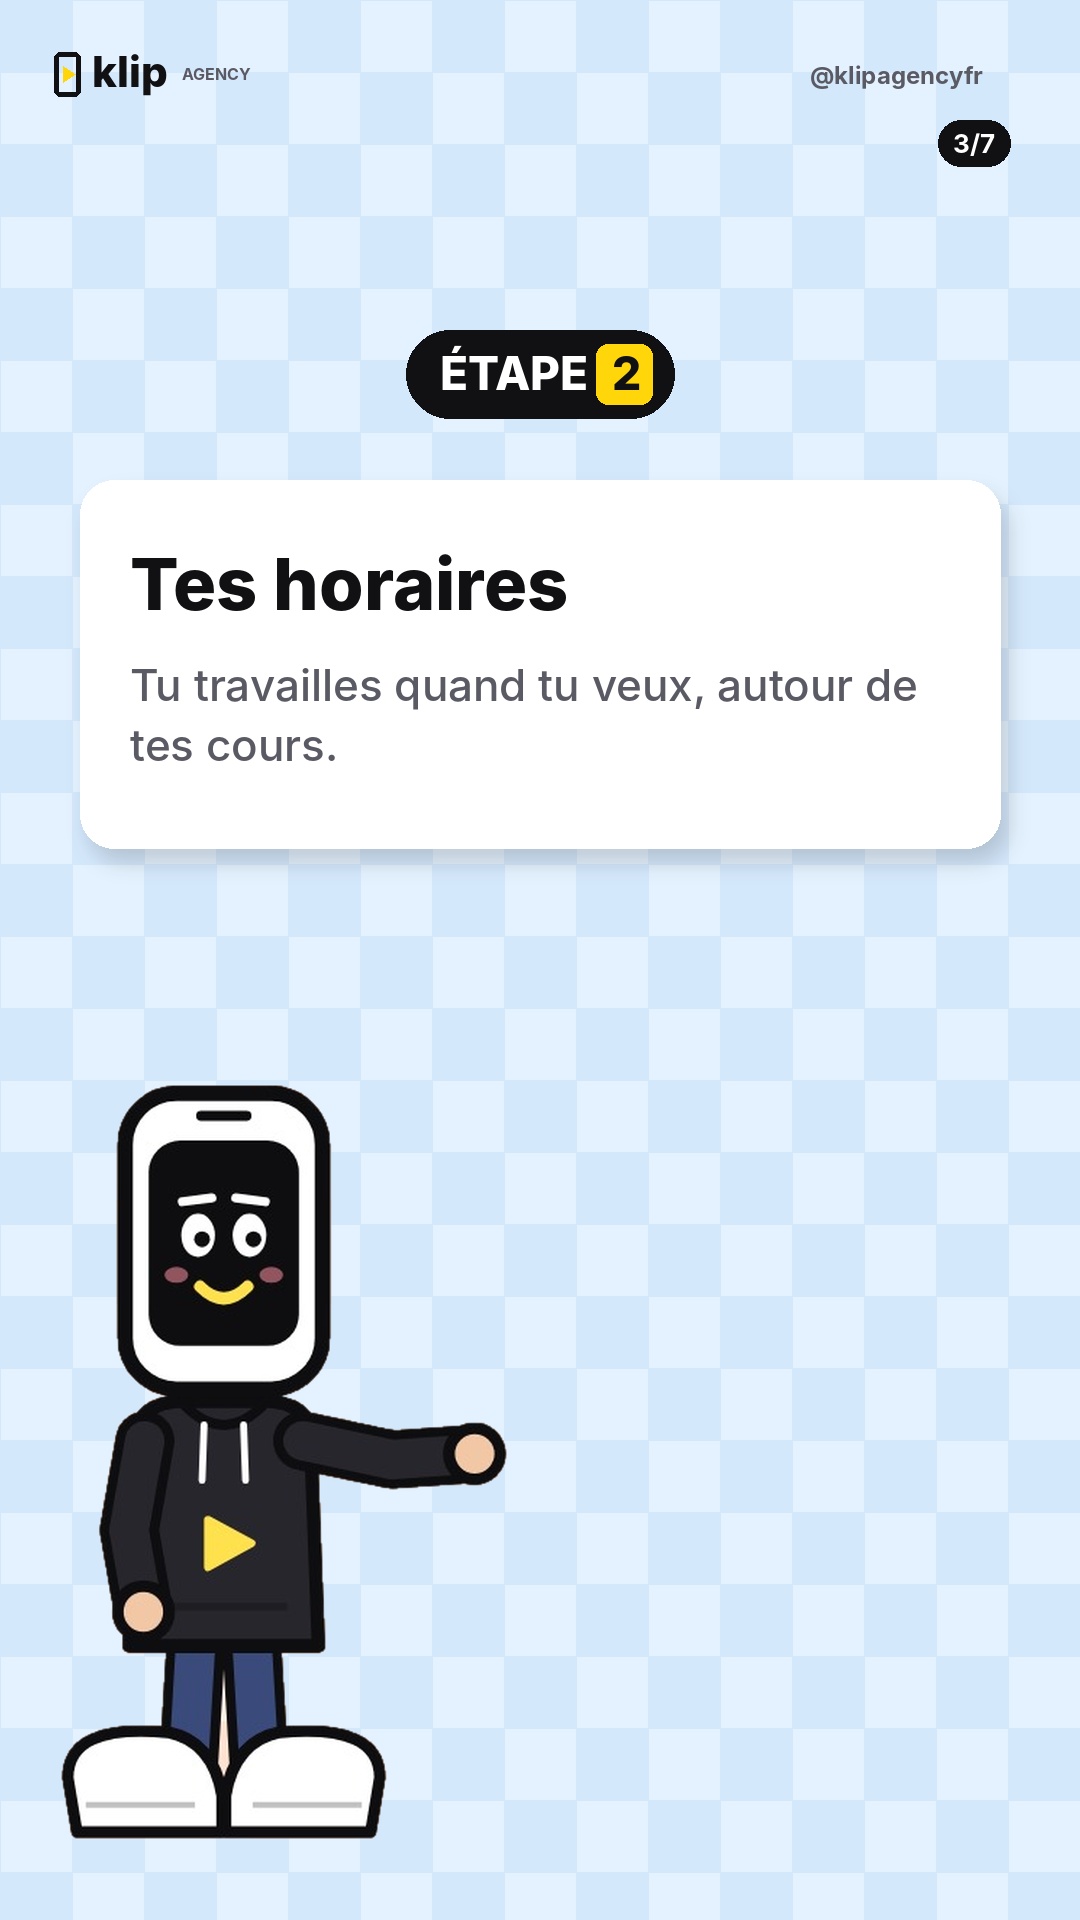 klip AGENCY
@klipagencyfr
3/7
ÉTAPE 2
Tes horaires
Tu travailles quand tu veux, autour de
tes cours.